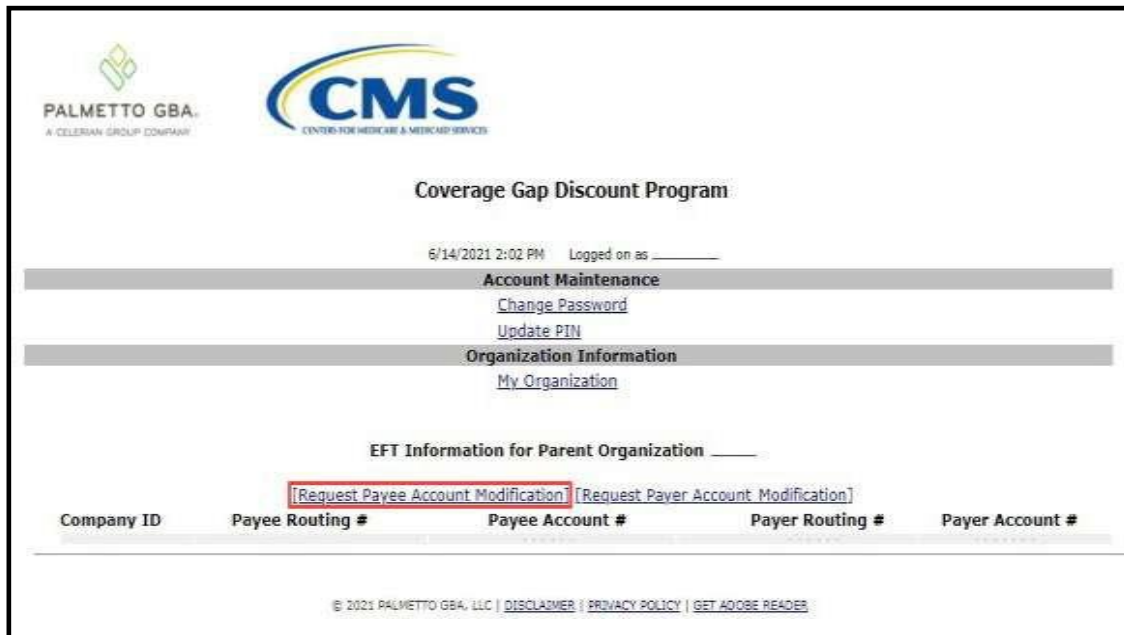 PALMETTO GBA.
A CELERIAN GROUP COMPANY
CMS
CENTERS FOR MEDICARE & MEDICAID SERVICES
Coverage Gap Discount Program
6/14/2021 2:02 PM Logged on as
Account Maintenance
Change Password
Update PIN
Organization Information
My Organization
EFT Information for Parent Organization
[Request Payee Account Modification] [Request Payer Account Modification]
Company ID Payee Routing # Payee Account # Payer Routing # Payer Account #
© 2021 PALMETTO GBA, LLC | DISCLAIMER | PRIVACY POLICY | GET ADOBE READER